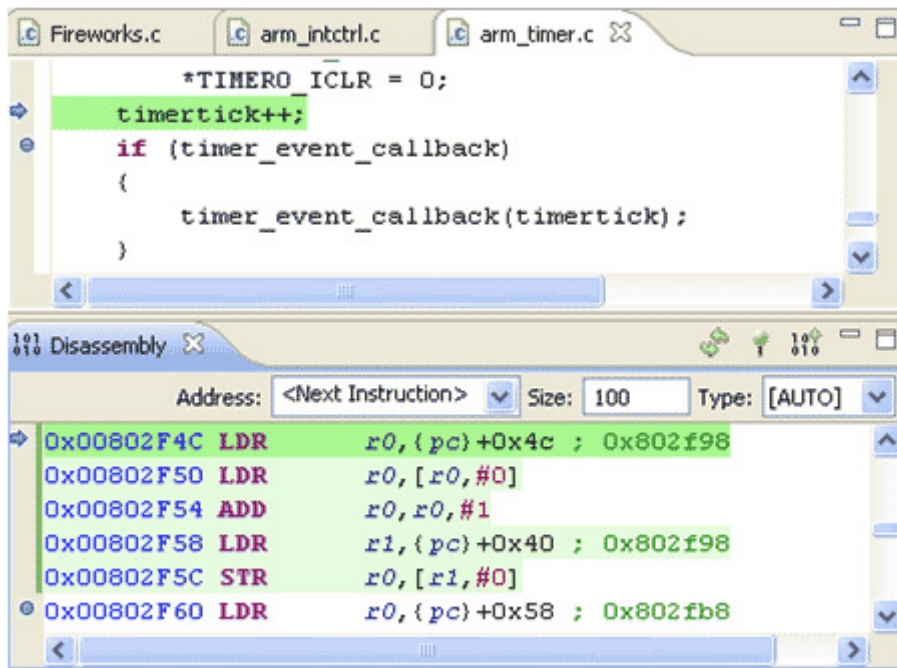 Fireworks.c arm_intctrl.c arm_timer.c
*TIMER0_ICLR = 0;
timertick++;
if (timer_event_callback)
{
timer_event_callback(timertick);
}
Disassembly
Address: <Next Instruction> Size: 100 Type: [AUTO]
0x00802F4C LDR r0,{pc}+0x4c ; 0x802f98
0x00802F50 LDR r0,[r0,#0]
0x00802F54 ADD r0,r0,#1
0x00802F58 LDR r1,{pc}+0x40 ; 0x802f98
0x00802F5C STR r0,[r1,#0]
0x00802F60 LDR r0,{pc}+0x58 ; 0x802fb8